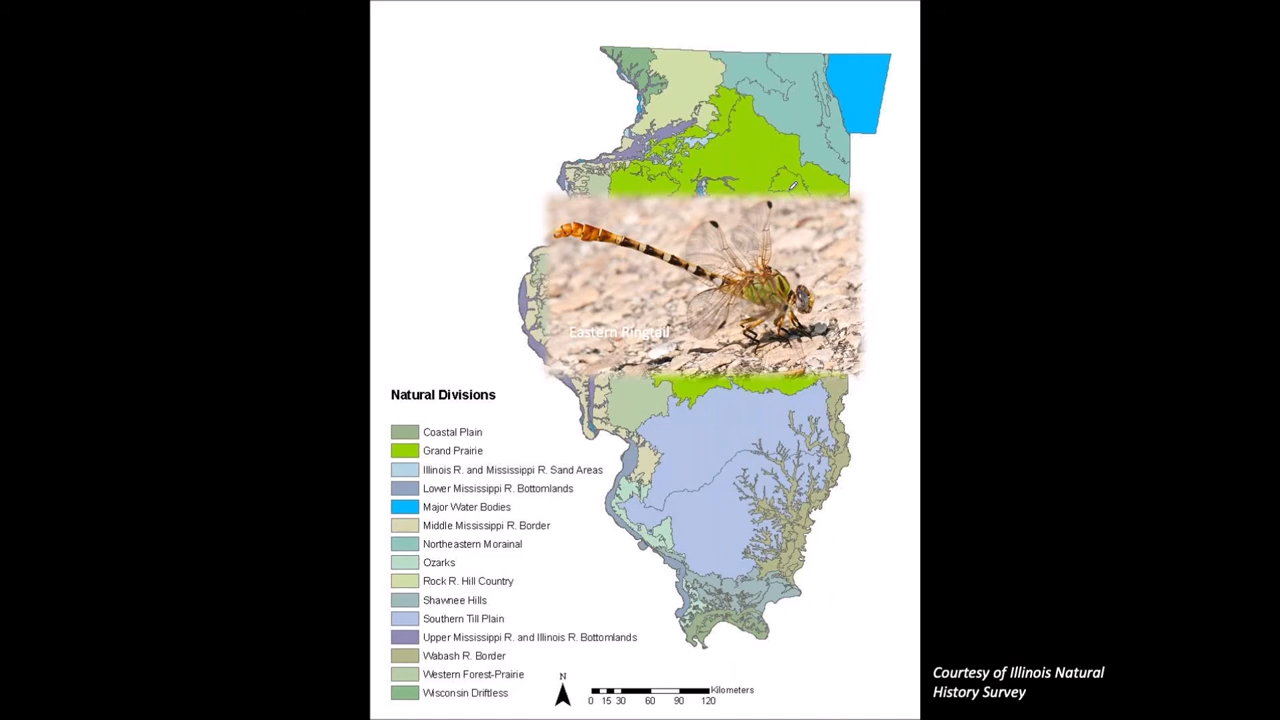 Eastern Ringtail
Natural Divisions
Coastal Plain
Grand Prairie
Illinois R. and Mississippi R. Sand Areas
Lower Mississippi R. Bottomlands
Major Water Bodies
Middle Mississippi R. Border
Northeastern Morainal
Ozarks
Rock R. Hill Country
Shawnee Hills
Southern Till Plain
Upper Mississippi R. and Illinois R. Bottomlands
Wabash R. Border
Western Forest-Prairie
Wisconsin Driftless
N
Kilometers
0 15 30 60 90 120
Courtesy of Illinois Natural
History Survey